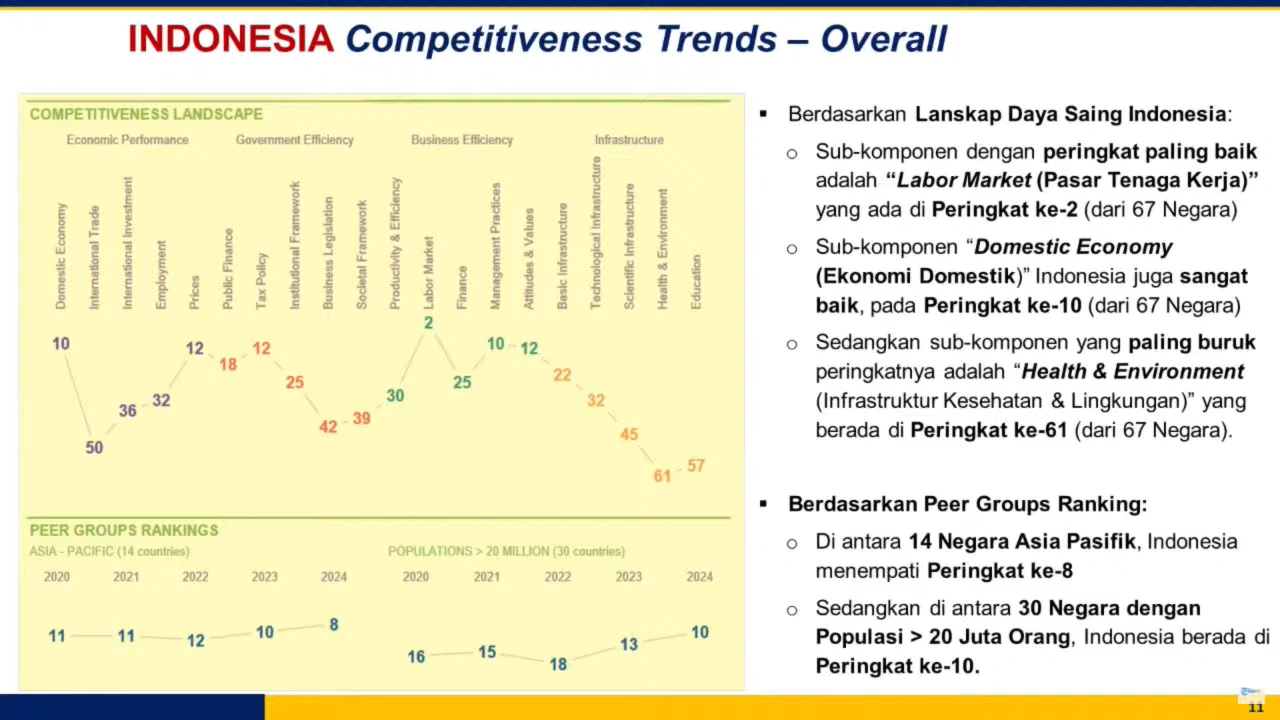 INDONESIA Competitiveness Trends – Overall
COMPETITIVENESS LANDSCAPE
Economic Performance Government Efficiency Business Efficiency Infrastructure
Domestic Economy
International Trade
International Investment
Employment
Prices
Public Finance
Tax Policy
Institutional Framework
Business Legislation
Societal Framework
Productivity & Efficiency
Labor Market
Finance
Management Practices
Attitudes & Values
Basic Infrastructure
Technological Infrastructure
Scientific Infrastructure
Health & Environment
Education
10 50 36 32 12 18 12 25 42 39 30 2 25 10 12 22 32 45 61 57
PEER GROUPS RANKINGS
ASIA - PACIFIC (14 countries)
2020 2021 2022 2023 2024
11 11 12 10 8
POPULATIONS > 20 MILLION (30 countries)
2020 2021 2022 2023 2024
16 15 18 13 10
▪ Berdasarkan Lanskap Daya Saing Indonesia:
o Sub-komponen dengan peringkat paling baik
adalah “Labor Market (Pasar Tenaga Kerja)”
yang ada di Peringkat ke-2 (dari 67 Negara)
o Sub-komponen “Domestic Economy
(Ekonomi Domestik)” Indonesia juga sangat
baik, pada Peringkat ke-10 (dari 67 Negara)
o Sedangkan sub-komponen yang paling buruk
peringkatnya adalah “Health & Environment
(Infrastruktur Kesehatan & Lingkungan)” yang
berada di Peringkat ke-61 (dari 67 Negara).
▪ Berdasarkan Peer Groups Ranking:
o Di antara 14 Negara Asia Pasifik, Indonesia
menempati Peringkat ke-8
o Sedangkan di antara 30 Negara dengan
Populasi > 20 Juta Orang, Indonesia berada di
Peringkat ke-10.
11